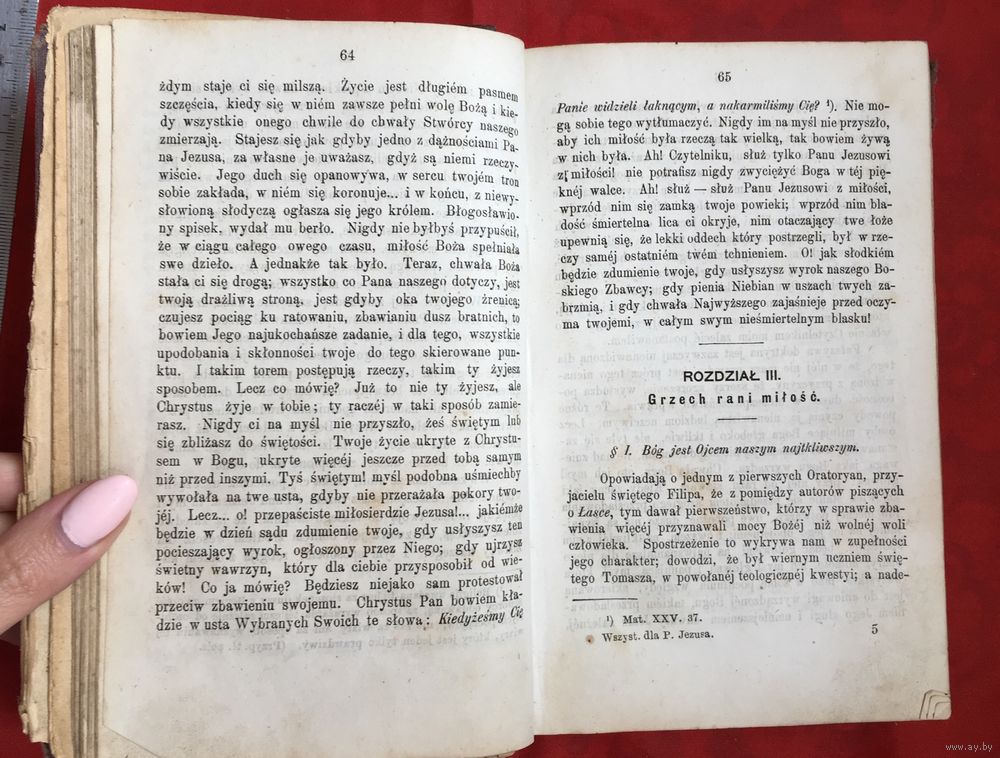 64
żdym staje ci się milszą. Życie jest długiém pasmem
szczęścia, kiedy się w niém zawsze pełni wolę Bożą i kie-
dy wszystkie onego chwile do chwały Stwórcy naszego
zmierzają. Stajesz się jak gdyby jedno z dążnościami Pa-
na Jezusa, za własne je uważasz, gdyż są niemi rzeczy-
wiście. Jego duch się opanowywa, w sercu twojém tron
sobie zakłada, w niém się koronuje... i w końcu, z niewy-
słowioną słodyczą ogłasza się jego królem. Błogosławio-
ny spisek, wydał mu berło. Nigdy nie byłbyś przypuścił,
że w ciągu całego owego czasu, miłość Boża spełniała
swe dzieło. A jednakże tak było. Teraz, chwała Boża
stała ci się drogą; wszystko co Pana naszego dotyczy, jest
twoją drażliwą stroną, jest gdyby oka twojego źrenicą;
czujesz pociąg ku ratowaniu, zbawianiu dusz bratnich, to
bowiem Jego najukochańsze zadanie, i dla tego, wszystkie
upodobania i skłonności twoje do tego skierowane pun-
ktu. I takim torem postępują rzeczy, takim ty żyjesz
sposobem. Lecz co mówię? Już to nie ty żyjesz, ale
Chrystus żyje w tobie; ty raczéj w taki sposób zamie-
rasz. Nigdy ci na myśl nie przyszło, żeś świętym lub
się zbliżasz do świętości. Twoje życie ukryte z Chrystu-
sem w Bogu, ukryte więcéj jeszcze przed tobą samym
niż przed inszymi. Tyś świętym! myśl podobna uśmiechby
wywołała na twe usta, gdyby nie przerażała pokory two-
jéj. Lecz... o! przepaściste miłosierdzie Jezusa!... jakiémże
będzie w dzień sądu zdumienie twoje, gdy usłyszysz ten
pocieszający wyrok, ogłoszony przez Niego; gdy ujrzysz
świetny wawrzyn, który dla ciebie przysposobił od wie-
ków! Co ja mówię? Będziesz niejako sam protestował
przeciw zbawieniu swojemu. Chrystus Pan bowiem kła-
dzie w usta Wybranych Swoich te słowa: Kiedyżeśmy Cię
65
Panie widzieli łaknącym, a nakarmiliśmy Cię? ¹). Nie mo-
gą sobie tego wytłumaczyć. Nigdy im na myśl nie przyszło,
aby ich miłość była rzeczą tak wielką, tak bowiem żywą
w nich była. Ah! Czytelniku, służ tylko Panu Jezusowi
z miłości! nie potrafisz nigdy zwyciężyć Boga w téj pię-
knéj walce. Ah! służ — służ Panu Jezusowi z miłości,
wprzód nim się zamką twoje powieki; wprzód nim bla-
dość śmiertelna lica ci okryje, nim otaczający twe łoże
upewnią się, że lekki oddech który postrzegli, był w rze-
czy saméj ostatniém twém tchnieniem. O! jak słodkiém
będzie zdumienie twoje, gdy usłyszysz wyrok naszego Bo-
skiego Zbawcy; gdy pienia Niebian w uszach twych za-
brzmią, i gdy chwała Najwyższego zajaśnieje przed oczy-
ma twojemi, w całym swym nieśmiertelnym blasku!
ROZDZIAŁ III.
Grzech rani miłość.
§ I. Bóg jest Ojcem naszym najtkliwszym.
Opowiadają o jednym z pierwszych Oratoryan, przy-
jacielu świętego Filipa, że z pomiędzy autorów piszących
o Łasce, tym dawał pierwszeństwo, którzy w sprawie zba-
wienia więcéj przyznawali mocy Bożéj niż wolnéj woli
człowieka. Spostrzeżenie to wykrywa nam w zupełności
jego charakter; dowodzi, że był wiernym uczniem świę-
tego Tomasza, w powołanéj teologicznéj kwestyi; a nade-
¹) Mat. XXV. 37.
Wszyst. dla P. Jezusa. 5
www.ay.by